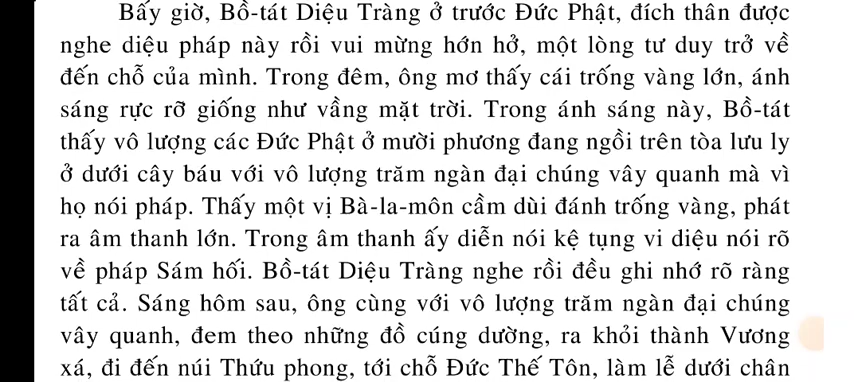 Bấy giờ, Bồ-tát Diệu Tràng ở trước Đức Phật, đích thân được
nghe diệu pháp này rồi vui mừng hớn hở, một lòng tư duy trở về
đến chỗ của mình. Trong đêm, ông mơ thấy cái trống vàng lớn, ánh
sáng rực rỡ giống như vầng mặt trời. Trong ánh sáng này, Bồ-tát
thấy vô lượng các Đức Phật ở mười phương đang ngồi trên tòa lưu ly
ở dưới cây báu với vô lượng trăm ngàn đại chúng vây quanh mà vì
họ nói pháp. Thấy một vị Bà-la-môn cầm dùi đánh trống vàng, phát
ra âm thanh lớn. Trong âm thanh ấy diễn nói kệ tụng vi diệu nói rõ
về pháp Sám hối. Bồ-tát Diệu Tràng nghe rồi đều ghi nhớ rõ ràng
tất cả. Sáng hôm sau, ông cùng với vô lượng trăm ngàn đại chúng
vây quanh, đem theo những đồ cúng dường, ra khỏi thành Vương
xá, đi đến núi Thứu phong, tới chỗ Đức Thế Tôn, làm lễ dưới chân